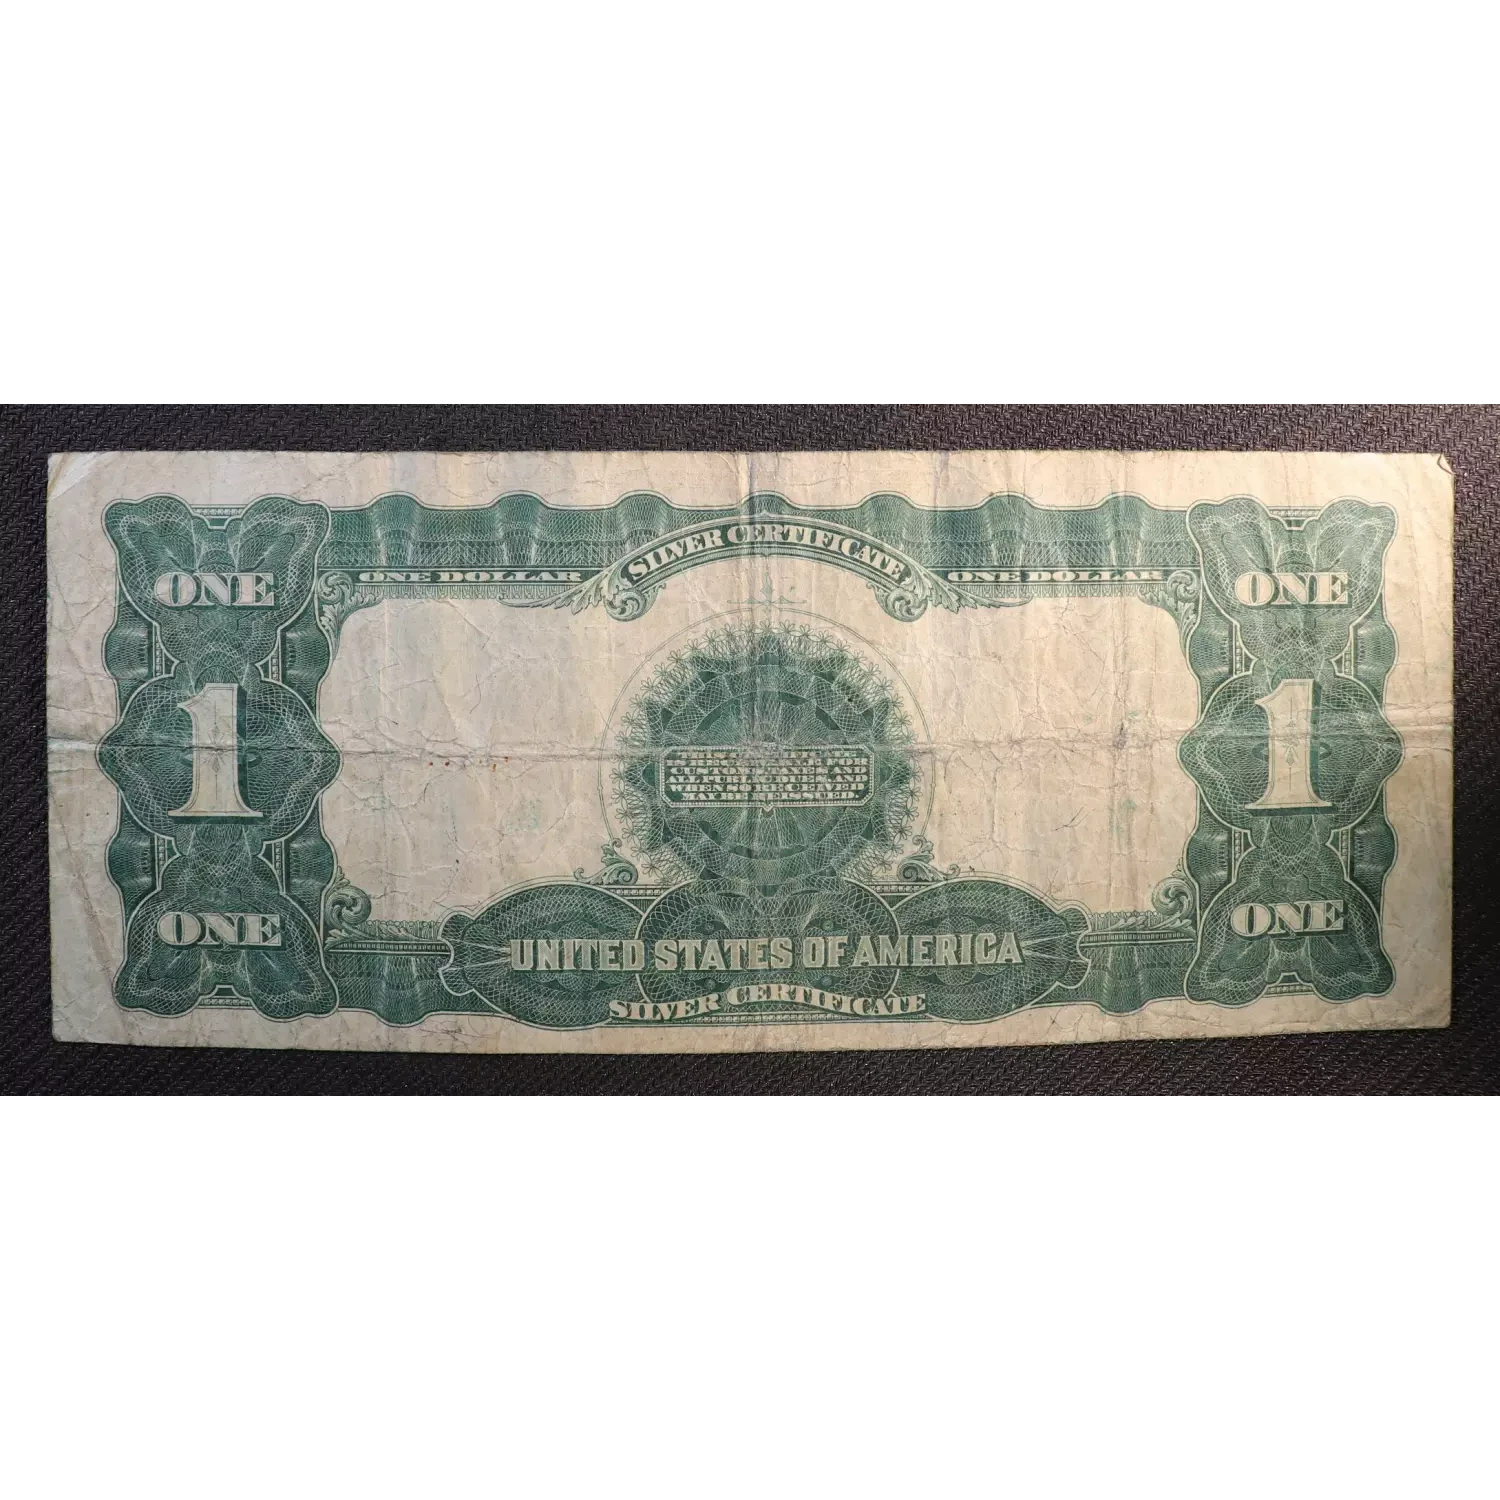 SILVER CERTIFICATE
ONE DOLLAR ONE DOLLAR
ONE ONE
1 1
THIS CERTIFICATE IS
RECEIVABLE FOR
CUSTOMS, TAXES, AND
ALL PUBLIC DUES, AND
WHEN SO RECEIVED
MAY BE REISSUED.
ONE ONE
UNITED STATES OF AMERICA
SILVER CERTIFICATE